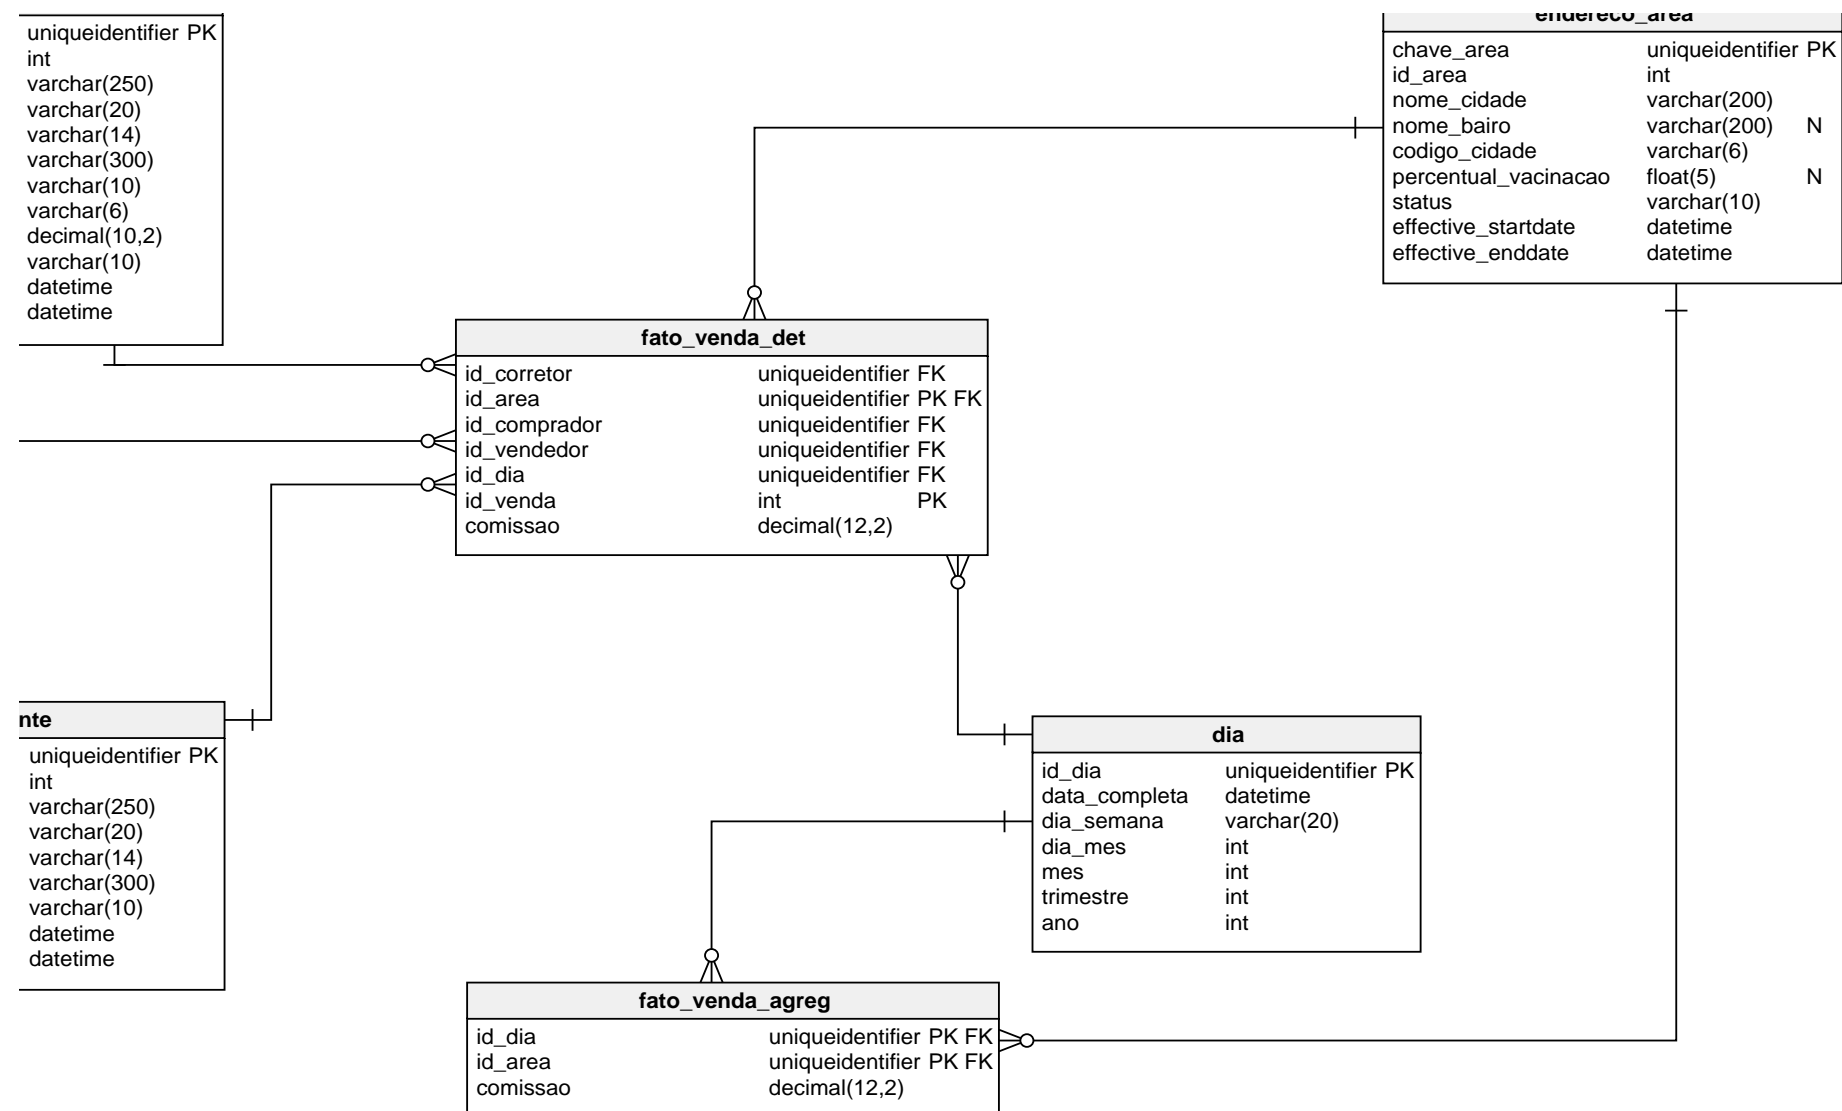 uniqueidentifier PK
int
varchar(250)
varchar(20)
varchar(14)
varchar(300)
varchar(10)
varchar(6)
decimal(10,2)
varchar(10)
datetime
datetime
endereco_area
chave_area uniqueidentifier PK
id_area int
nome_cidade varchar(200)
nome_bairo varchar(200) N
codigo_cidade varchar(6)
percentual_vacinacao float(5) N
status varchar(10)
effective_startdate datetime
effective_enddate datetime
fato_venda_det
id_corretor uniqueidentifier FK
id_area uniqueidentifier PK FK
id_comprador uniqueidentifier FK
id_vendedor uniqueidentifier FK
id_dia uniqueidentifier FK
id_venda int PK
comissao decimal(12,2)
nte
uniqueidentifier PK
int
varchar(250)
varchar(20)
varchar(14)
varchar(300)
varchar(10)
datetime
datetime
dia
id_dia uniqueidentifier PK
data_completa datetime
dia_semana varchar(20)
dia_mes int
mes int
trimestre int
ano int
fato_venda_agreg
id_dia uniqueidentifier PK FK
id_area uniqueidentifier PK FK
comissao decimal(12,2)